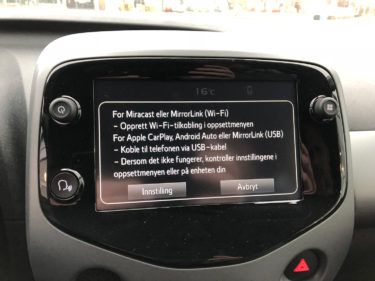 16°C
For Miracast eller MirrorLink (Wi-Fi)
- Opprett Wi-Fi-tilkobling i oppsettmenyen
For Apple CarPlay, Android Auto eller MirrorLink (USB)
- Koble til telefonen via USB-kabel
- Dersom det ikke fungerer, kontroller innstillingene i
oppsettmenyen eller på enheten din
Innstilling
Avbryt